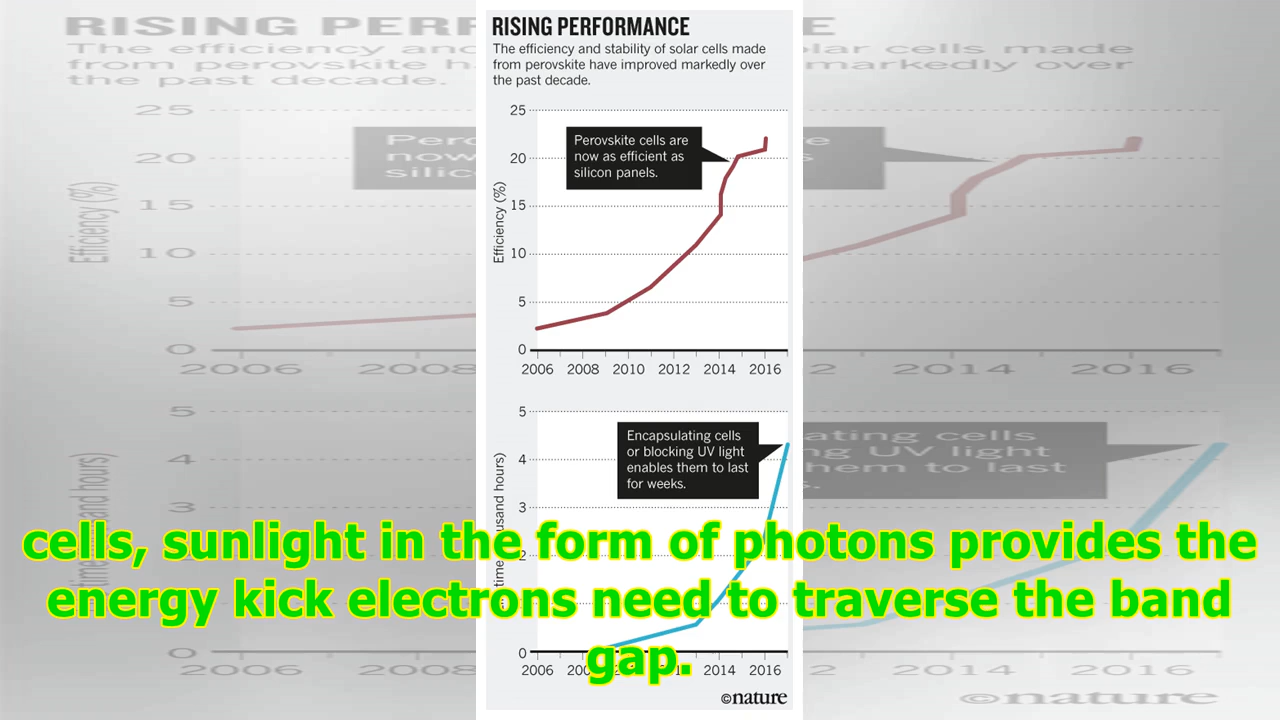 RISING PERFORMANCE
The efficiency and stability of solar cells made
from perovskite have improved markedly over
the past decade.
25
20
15
10
5
0
Efficiency (%)
Perovskite cells are
now as efficient as
silicon panels.
2006 2008 2010 2012 2014 2016
5
4
3
2
Encapsulating cells
or blocking UV light
enables them to last
for weeks.
cells, sunlight in the form of photons provides the
energy kick electrons need to traverse the band
gap.
0
2006 2008 2012 2014 2016
©nature